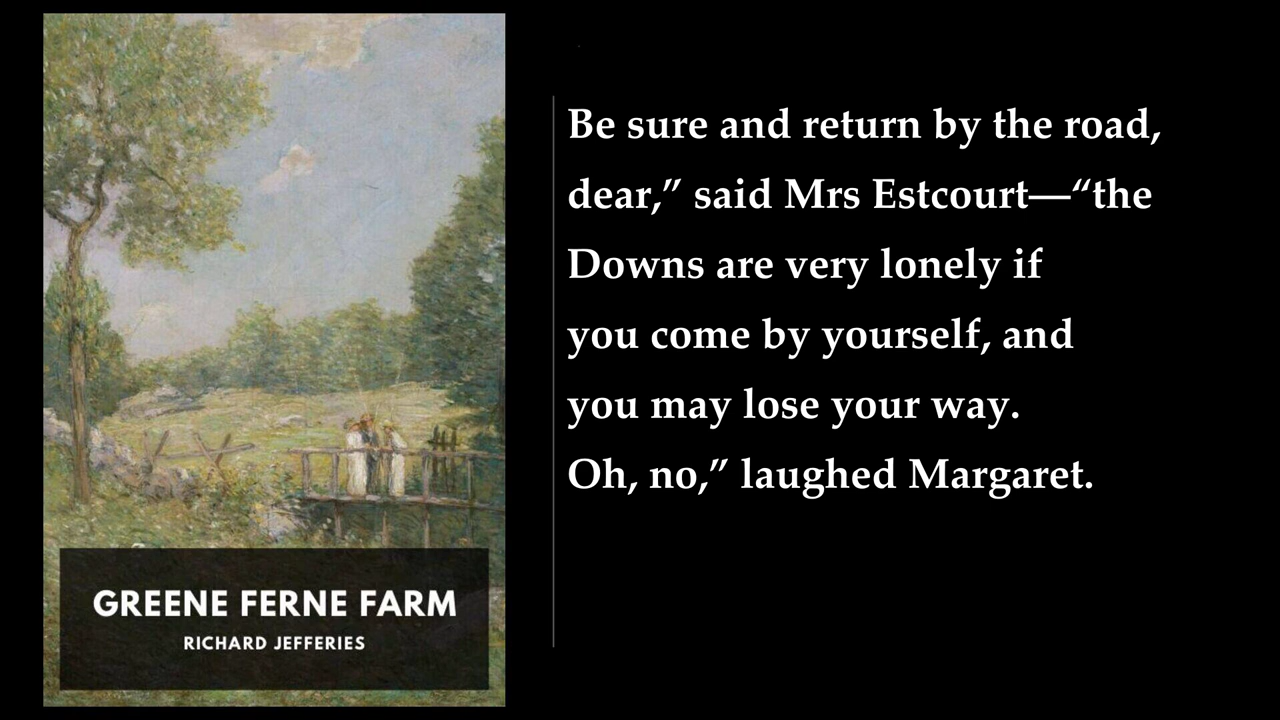 GREENE FERNE FARM
RICHARD JEFFERIES
Be sure and return by the road,
dear,” said Mrs Estcourt—“the
Downs are very lonely if
you come by yourself, and
you may lose your way.
Oh, no,” laughed Margaret.